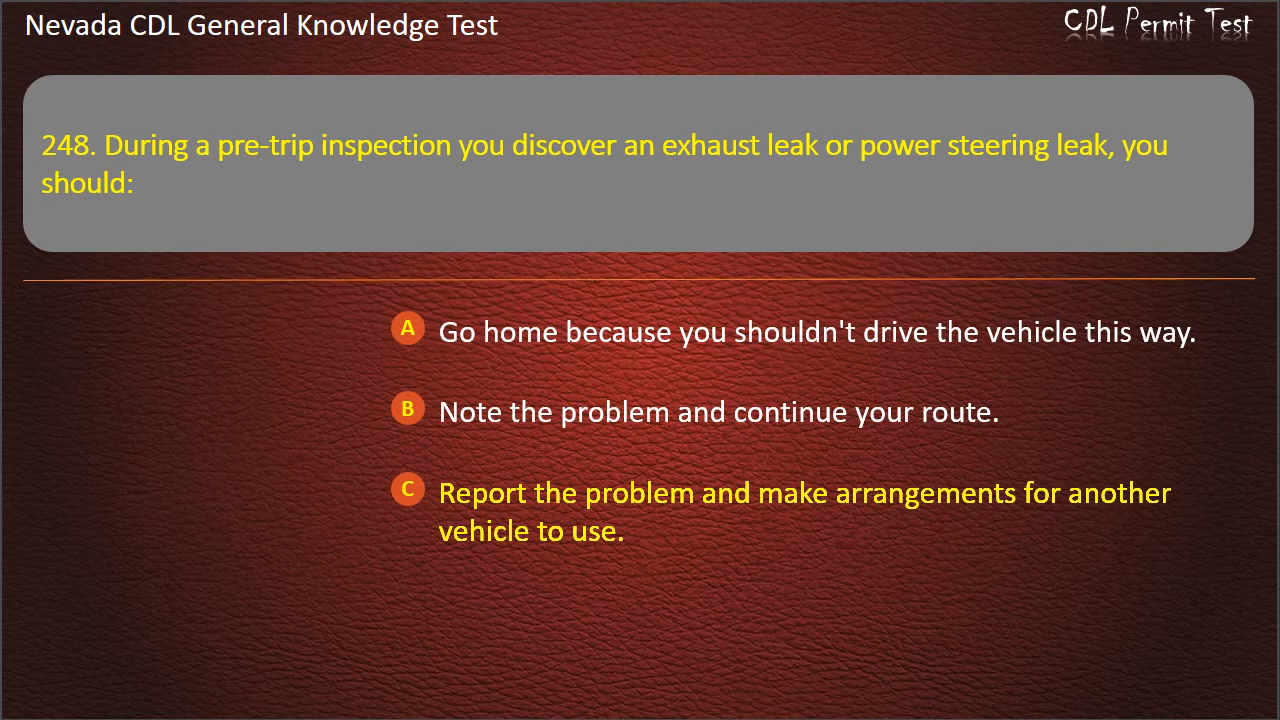 Nevada CDL General Knowledge Test
CDL Permit Test
248. During a pre-trip inspection you discover an exhaust leak or power steering leak, you
should:
A Go home because you shouldn't drive the vehicle this way.
B Note the problem and continue your route.
C Report the problem and make arrangements for another
vehicle to use.